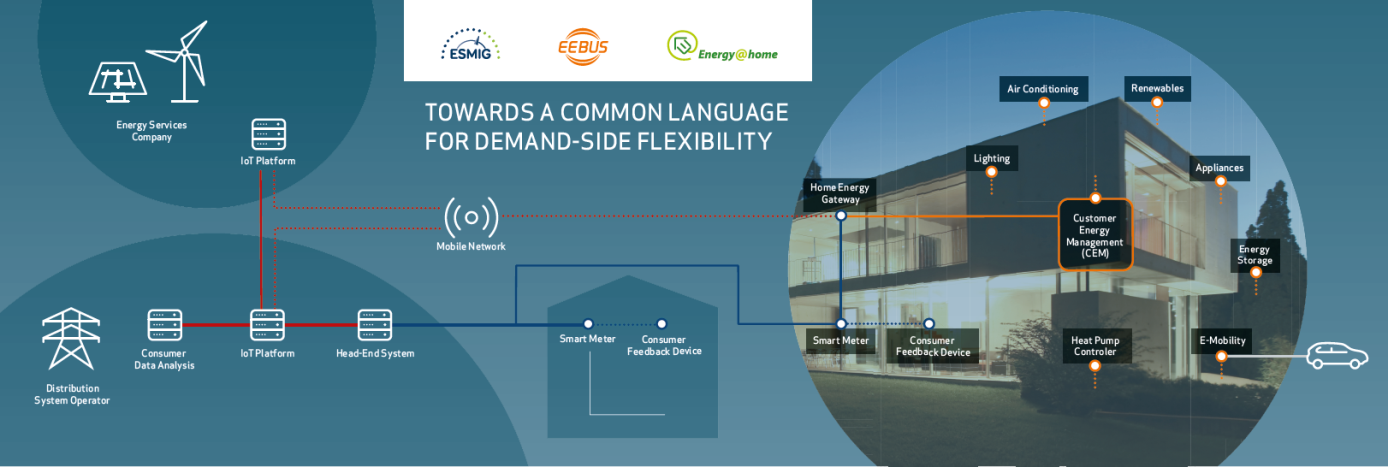 ESMIG
EEBUS
Energy@home
TOWARDS A COMMON LANGUAGE
FOR DEMAND-SIDE FLEXIBILITY
Energy Services
Company
IoT Platform
Mobile Network
Distribution
System Operator
Consumer
Data Analysis
IoT Platform
Head-End System
Smart Meter
Consumer
Feedback Device
Air Conditioning
Renewables
Lighting
Appliances
Home Energy
Gateway
Customer
Energy
Management
(CEM)
Energy
Storage
Smart Meter
Consumer
Feedback Device
Heat Pump
Controler
E-Mobility